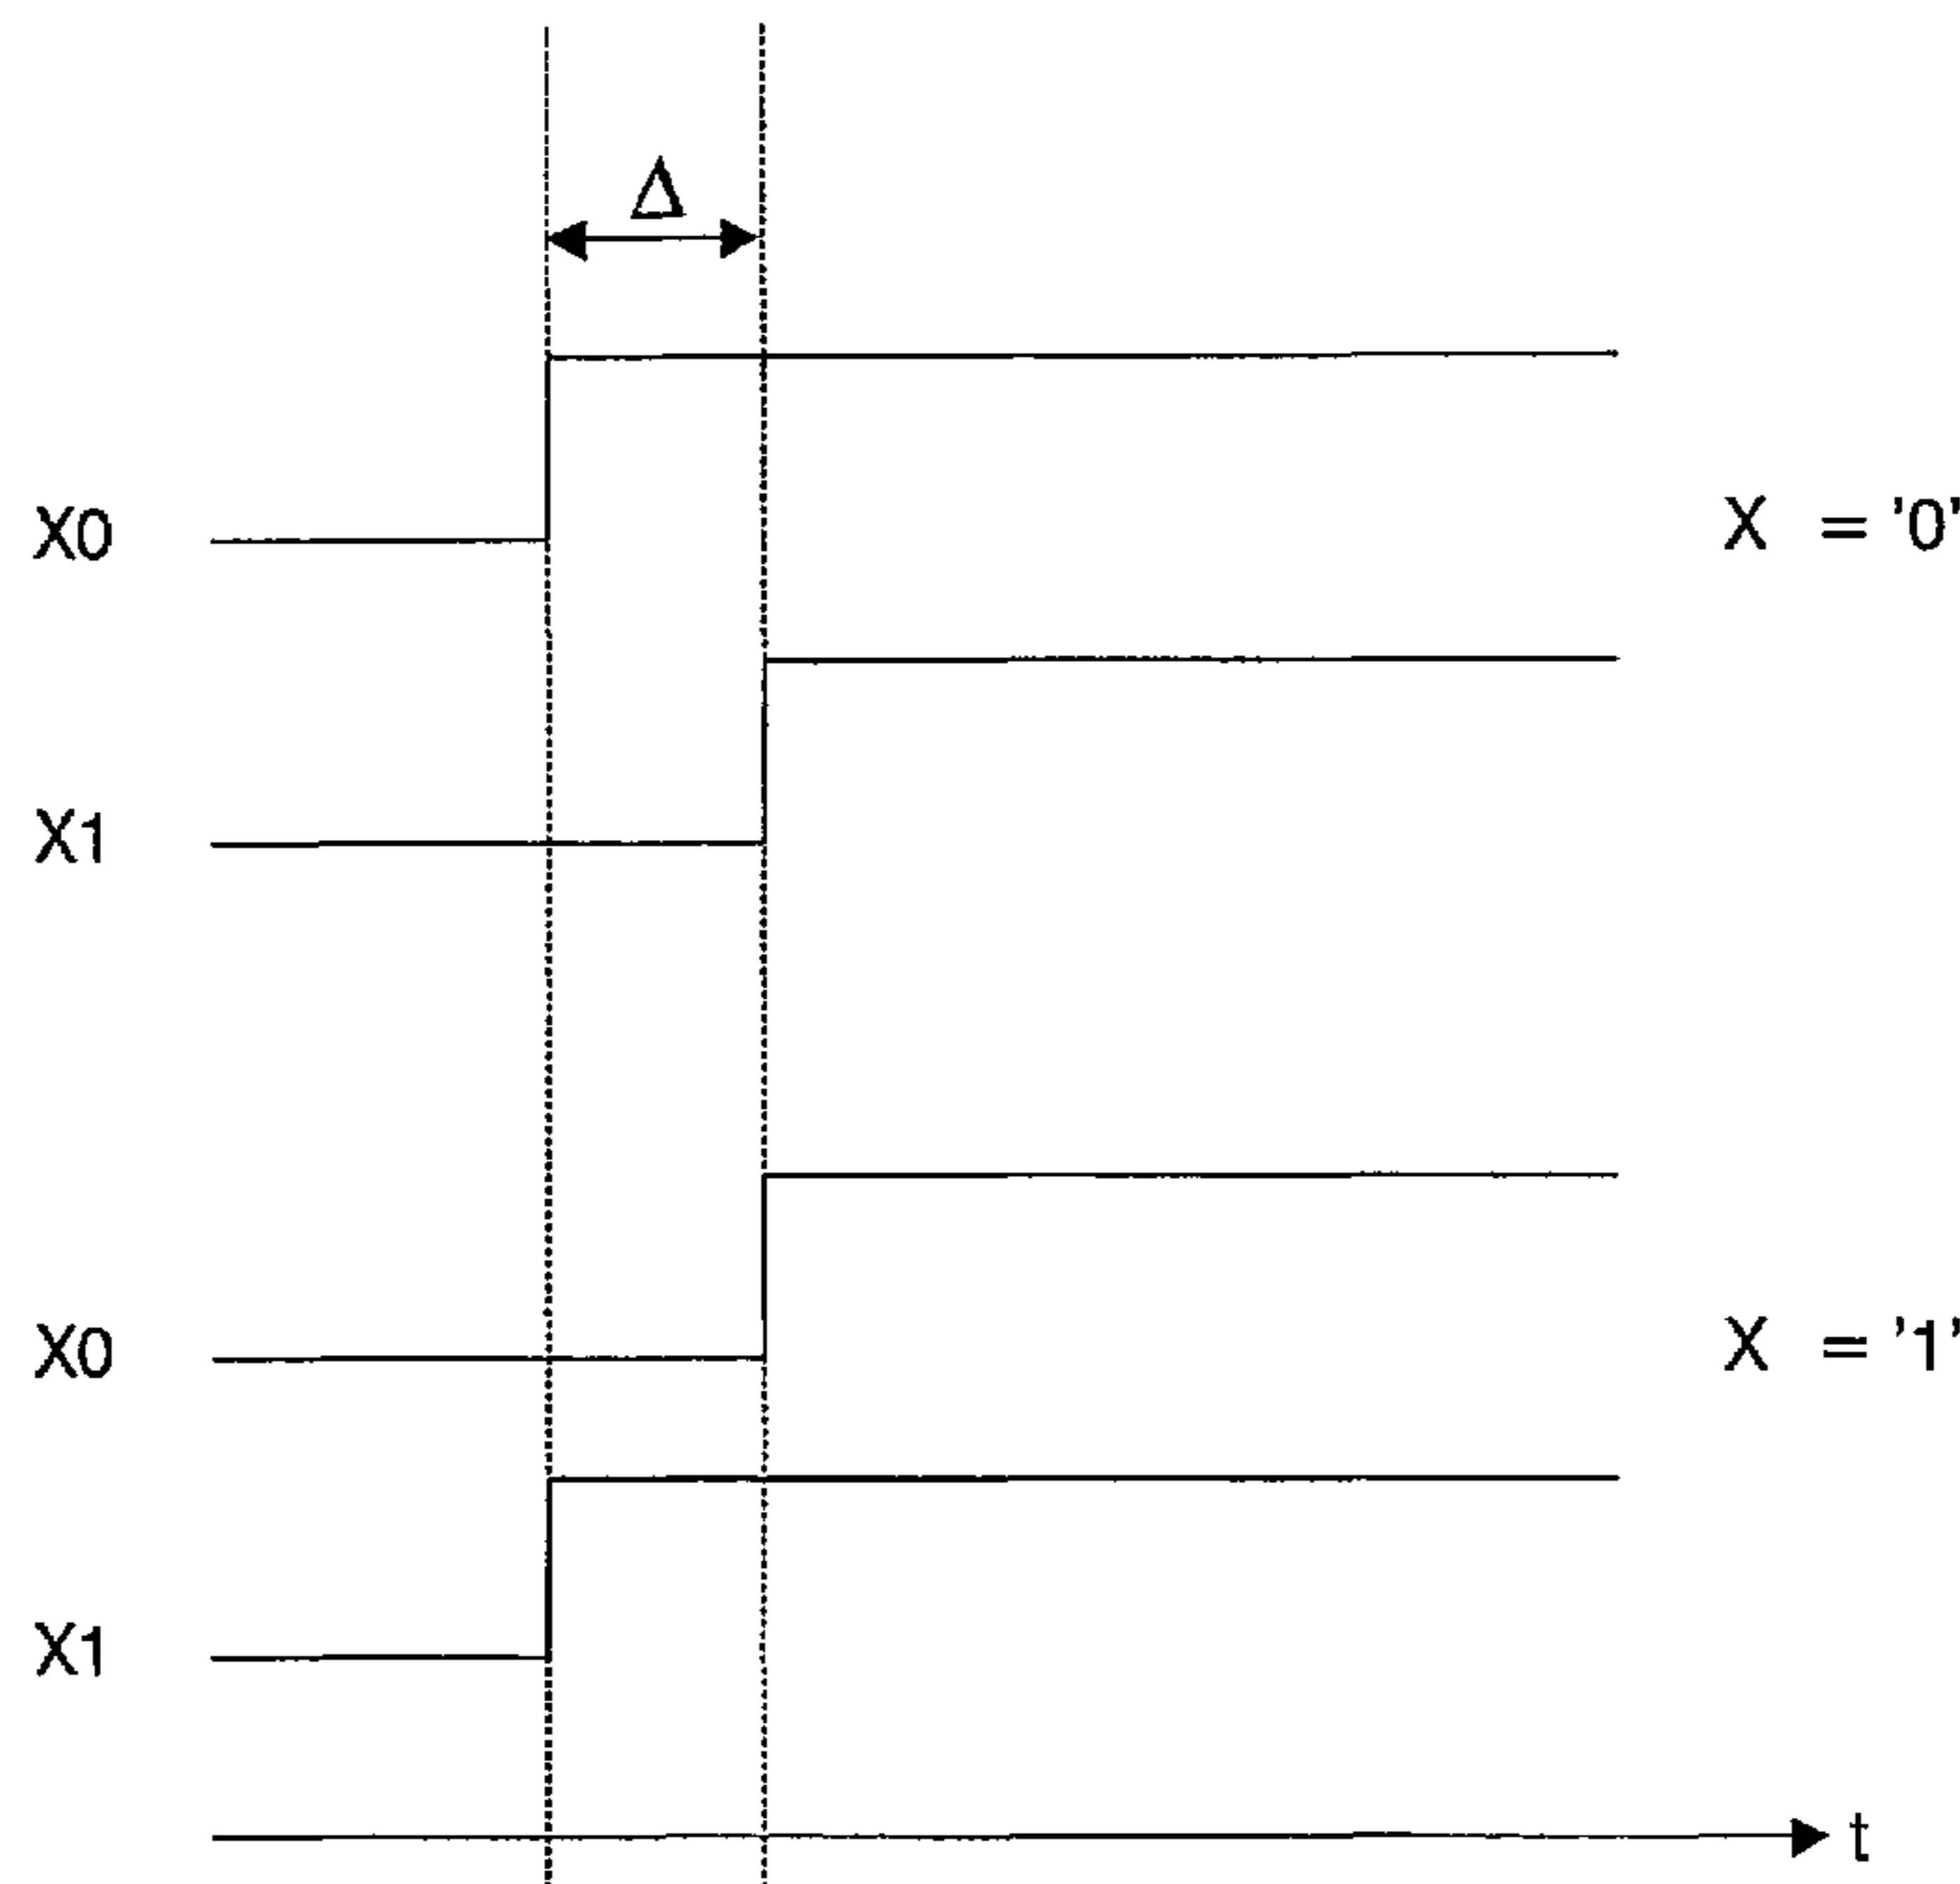 Δ
X0
X = '0'
X1
X0
X = '1'
X1
t